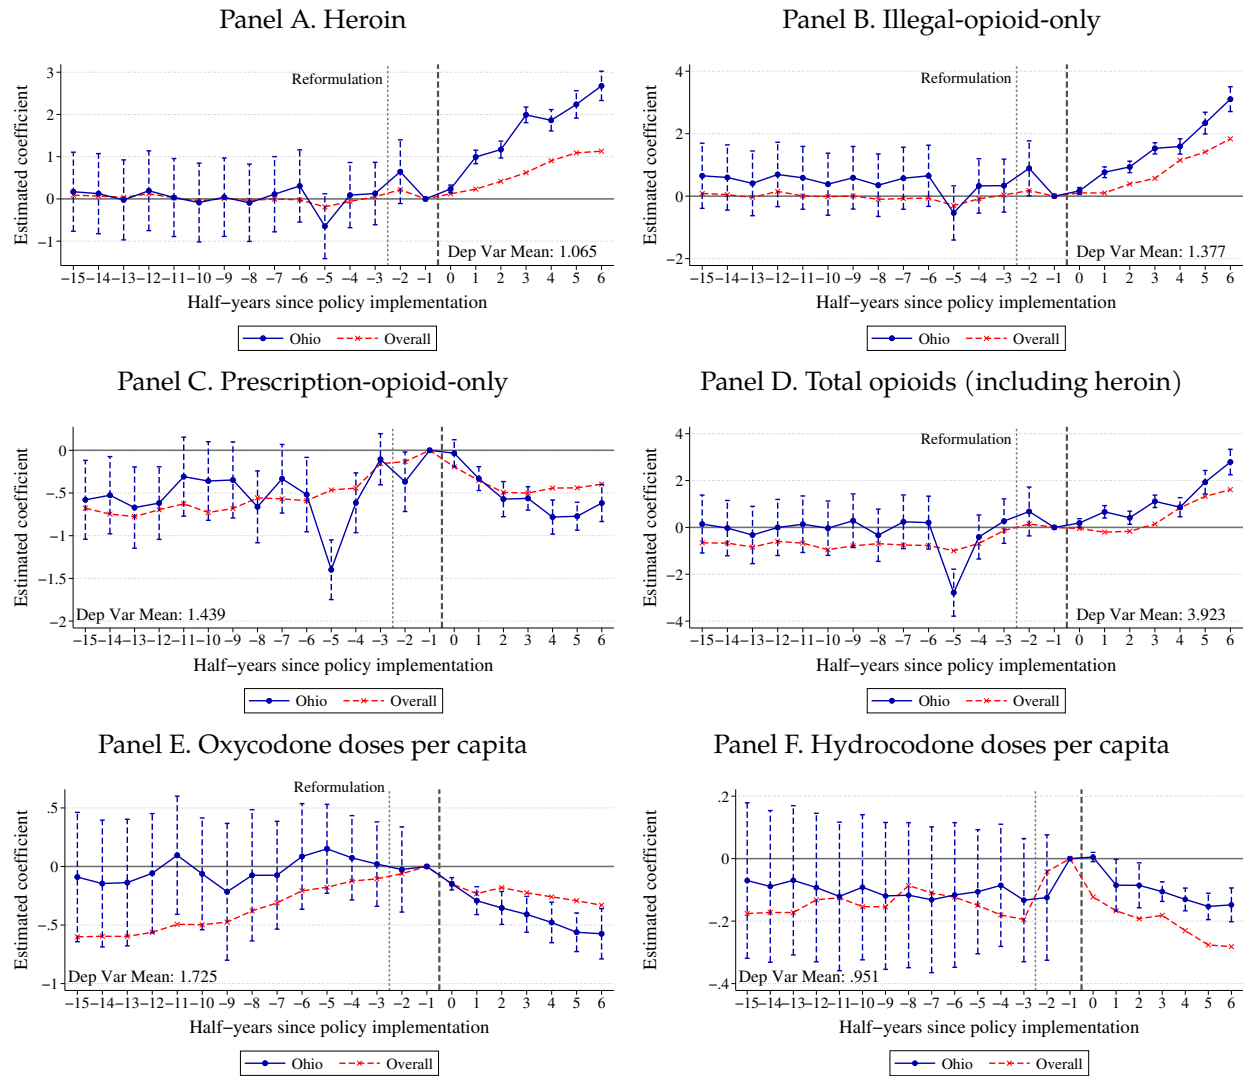 Panel A. Heroin
Estimated coefficient
3
2
1
0
−1
Reformulation
Dep Var Mean: 1.065
−15 −14 −13 −12 −11 −10 −9 −8 −7 −6 −5 −4 −3 −2 −1 0 1 2 3 4 5 6
Half−years since policy implementation
Ohio Overall
Panel B. Illegal-opioid-only
Estimated coefficient
4
2
0
−2
Reformulation
Dep Var Mean: 1.377
−15 −14 −13 −12 −11 −10 −9 −8 −7 −6 −5 −4 −3 −2 −1 0 1 2 3 4 5 6
Half−years since policy implementation
Ohio Overall
Panel C. Prescription-opioid-only
Estimated coefficient
0
−.5
−1
−1.5
−2
Dep Var Mean: 1.439
−15 −14 −13 −12 −11 −10 −9 −8 −7 −6 −5 −4 −3 −2 −1 0 1 2 3 4 5 6
Half−years since policy implementation
Ohio Overall
Panel D. Total opioids (including heroin)
Estimated coefficient
4
2
0
−2
−4
Reformulation
Dep Var Mean: 3.923
−15 −14 −13 −12 −11 −10 −9 −8 −7 −6 −5 −4 −3 −2 −1 0 1 2 3 4 5 6
Half−years since policy implementation
Ohio Overall
Panel E. Oxycodone doses per capita
Estimated coefficient
.5
0
−.5
−1
Reformulation
Dep Var Mean: 1.725
−15 −14 −13 −12 −11 −10 −9 −8 −7 −6 −5 −4 −3 −2 −1 0 1 2 3 4 5 6
Half−years since policy implementation
Ohio Overall
Panel F. Hydrocodone doses per capita
Estimated coefficient
.2
0
−.2
−.4
Dep Var Mean: .951
−15 −14 −13 −12 −11 −10 −9 −8 −7 −6 −5 −4 −3 −2 −1 0 1 2 3 4 5 6
Half−years since policy implementation
Ohio Overall